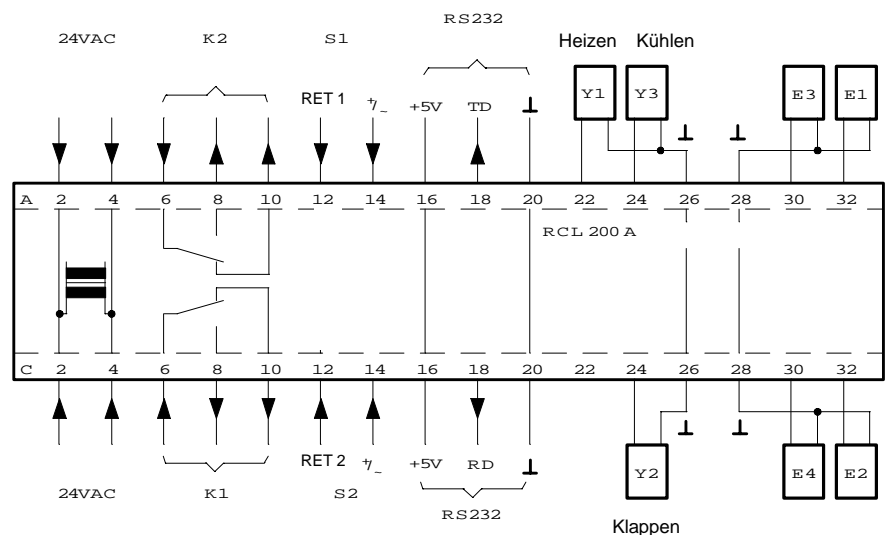 RS232
24VAC K2 S1 Heizen Kühlen
RET 1 +/~ +5V TD Y1 Y3 E3 E1
A 2 4 6 8 10 12 14 16 18 20 22 24 26 28 30 32
RCL 200 A
C 2 4 6 8 10 12 14 16 18 20 22 24 26 28 30 32
RET 2 +/~ +5V RD Y2 E4 E2
24VAC K1 S2
RS232
Klappen